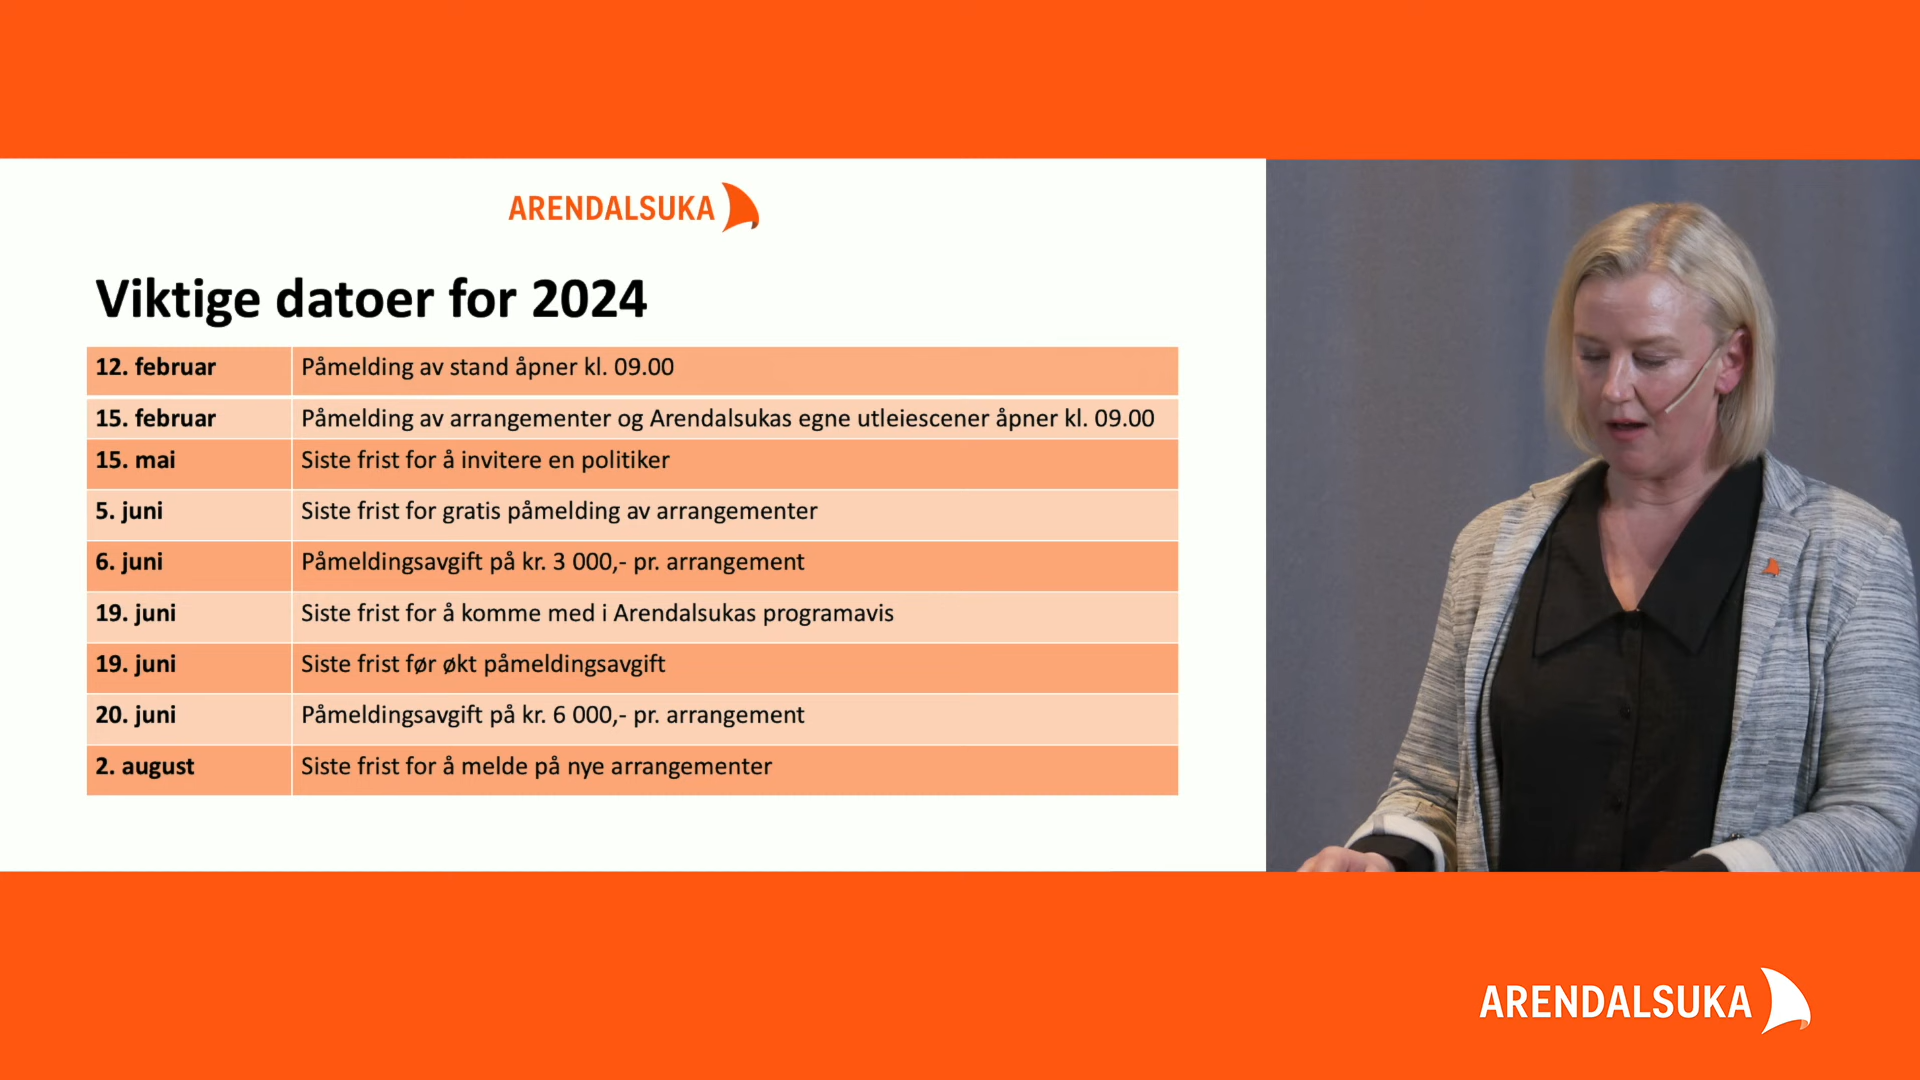 ARENDALSUKA
Viktige datoer for 2024
12. februar Påmelding av stand åpner kl. 09.00
15. februar Påmelding av arrangementer og Arendalsukas egne utleiescener åpner kl. 09.00
15. mai Siste frist for å invitere en politiker
5. juni Siste frist for gratis påmelding av arrangementer
6. juni Påmeldingsavgift på kr. 3 000,- pr. arrangement
19. juni Siste frist for å komme med i Arendalsukas programavis
19. juni Siste frist før økt påmeldingsavgift
20. juni Påmeldingsavgift på kr. 6 000,- pr. arrangement
2. august Siste frist for å melde på nye arrangementer
ARENDALSUKA